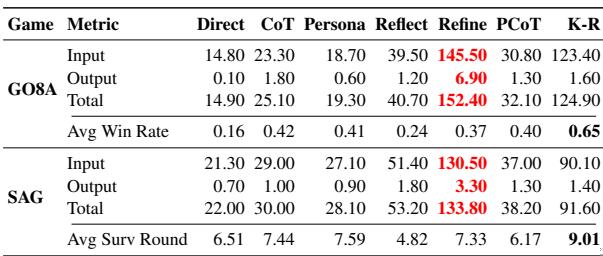 Game Metric Direct CoT Persona Reflect Refine PCoT K-R
Input 14.80 23.30 18.70 39.50 145.50 30.80 123.40
Output 0.10 1.80 0.60 1.20 6.90 1.30 1.60
GO8A
Total 14.90 25.10 19.30 40.70 152.40 32.10 124.90
Avg Win Rate 0.16 0.42 0.41 0.24 0.37 0.40 0.65
Input 21.30 29.00 27.10 51.40 130.50 37.00 90.10
Output 0.70 1.00 0.90 1.80 3.30 1.30 1.40
SAG
Total 22.00 30.00 28.10 53.20 133.80 38.20 91.60
Avg Surv Round 6.51 7.44 7.59 4.82 7.33 6.17 9.01